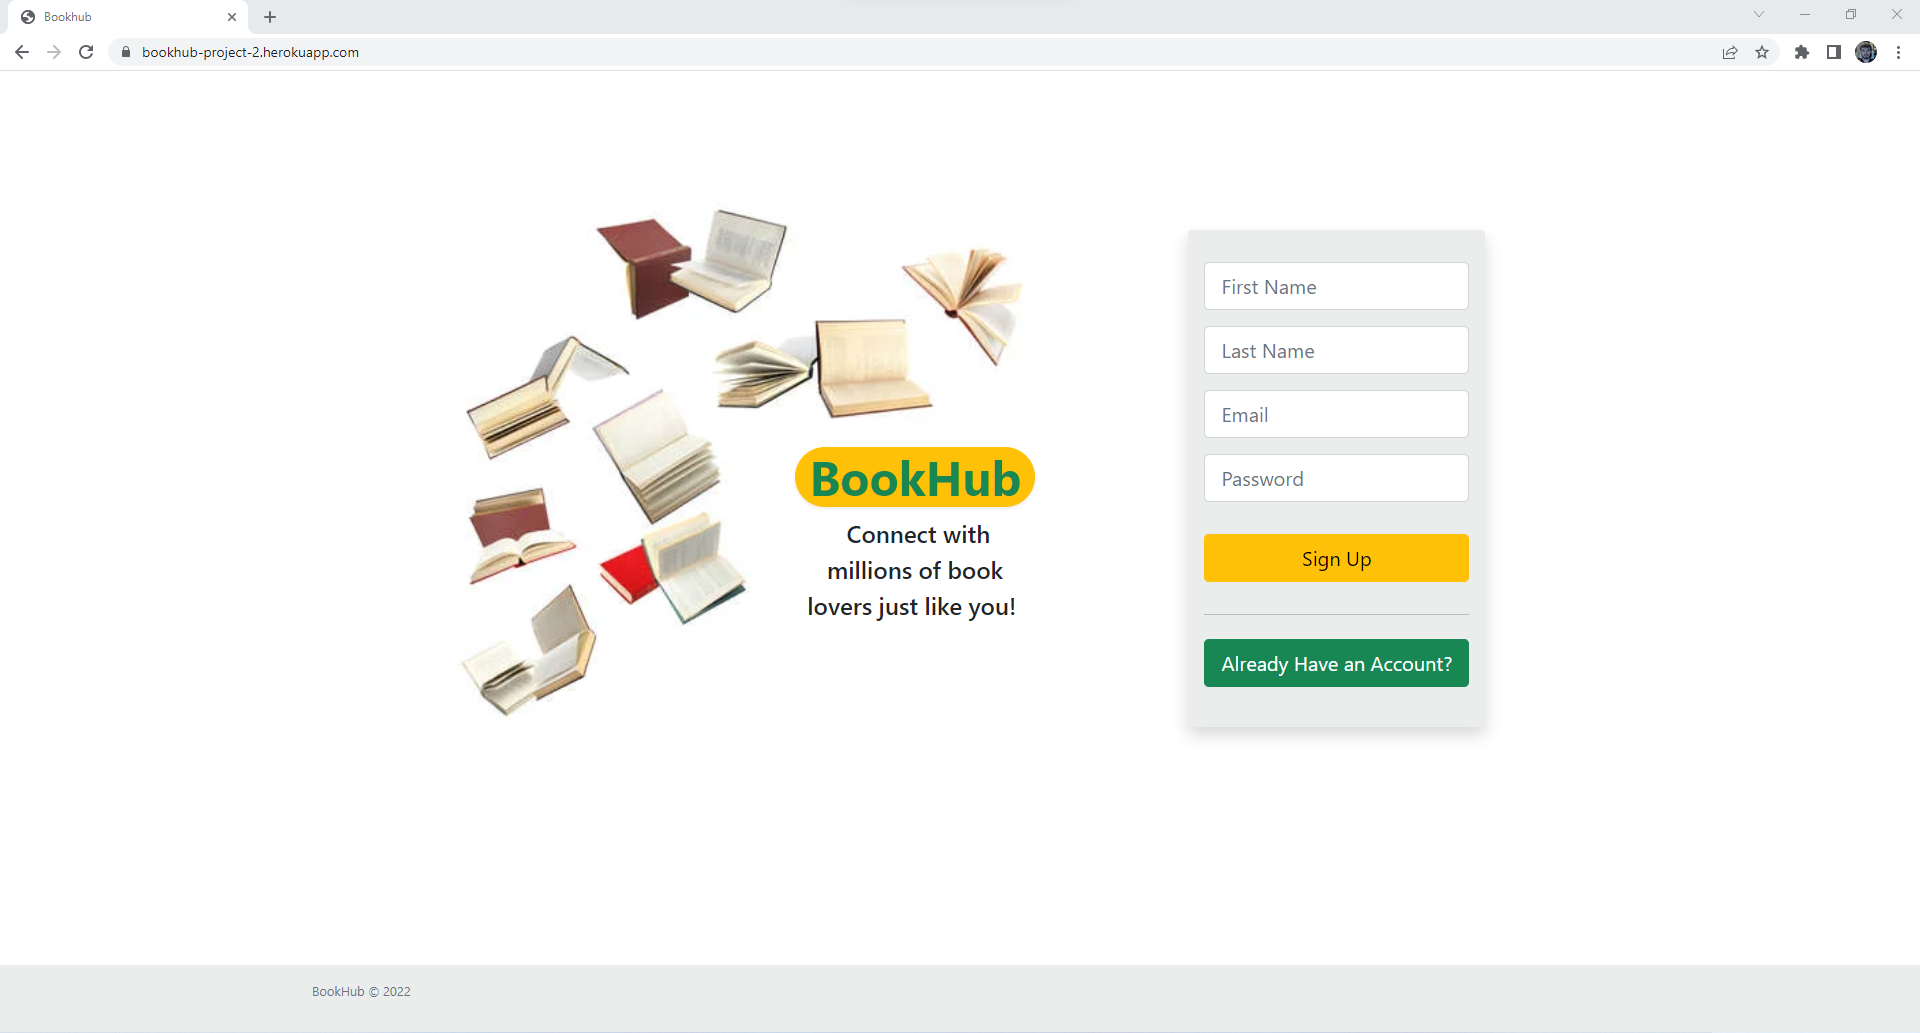 Bookhub
bookhub-project-2.herokuapp.com
BookHub
Connect with
millions of book
lovers just like you!
First Name
Last Name
Email
Password
Sign Up
Already Have an Account?
BookHub © 2022